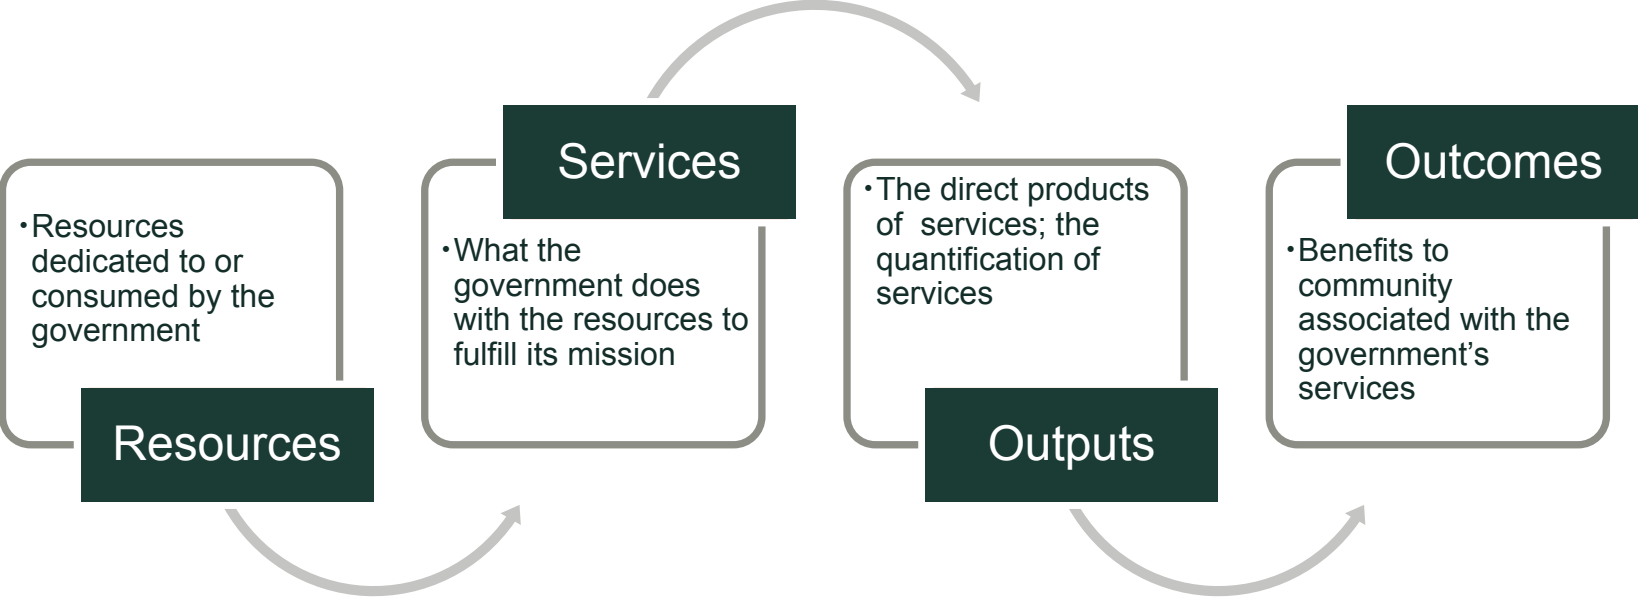 •Resources
dedicated to or
consumed by the
government
Resources
Services
•What the
government does
with the resources to
fulfill its mission
•The direct products
of  services; the
quantification of
services
Outputs
Outcomes
•Benefits to
community
associated with the
government’s
services